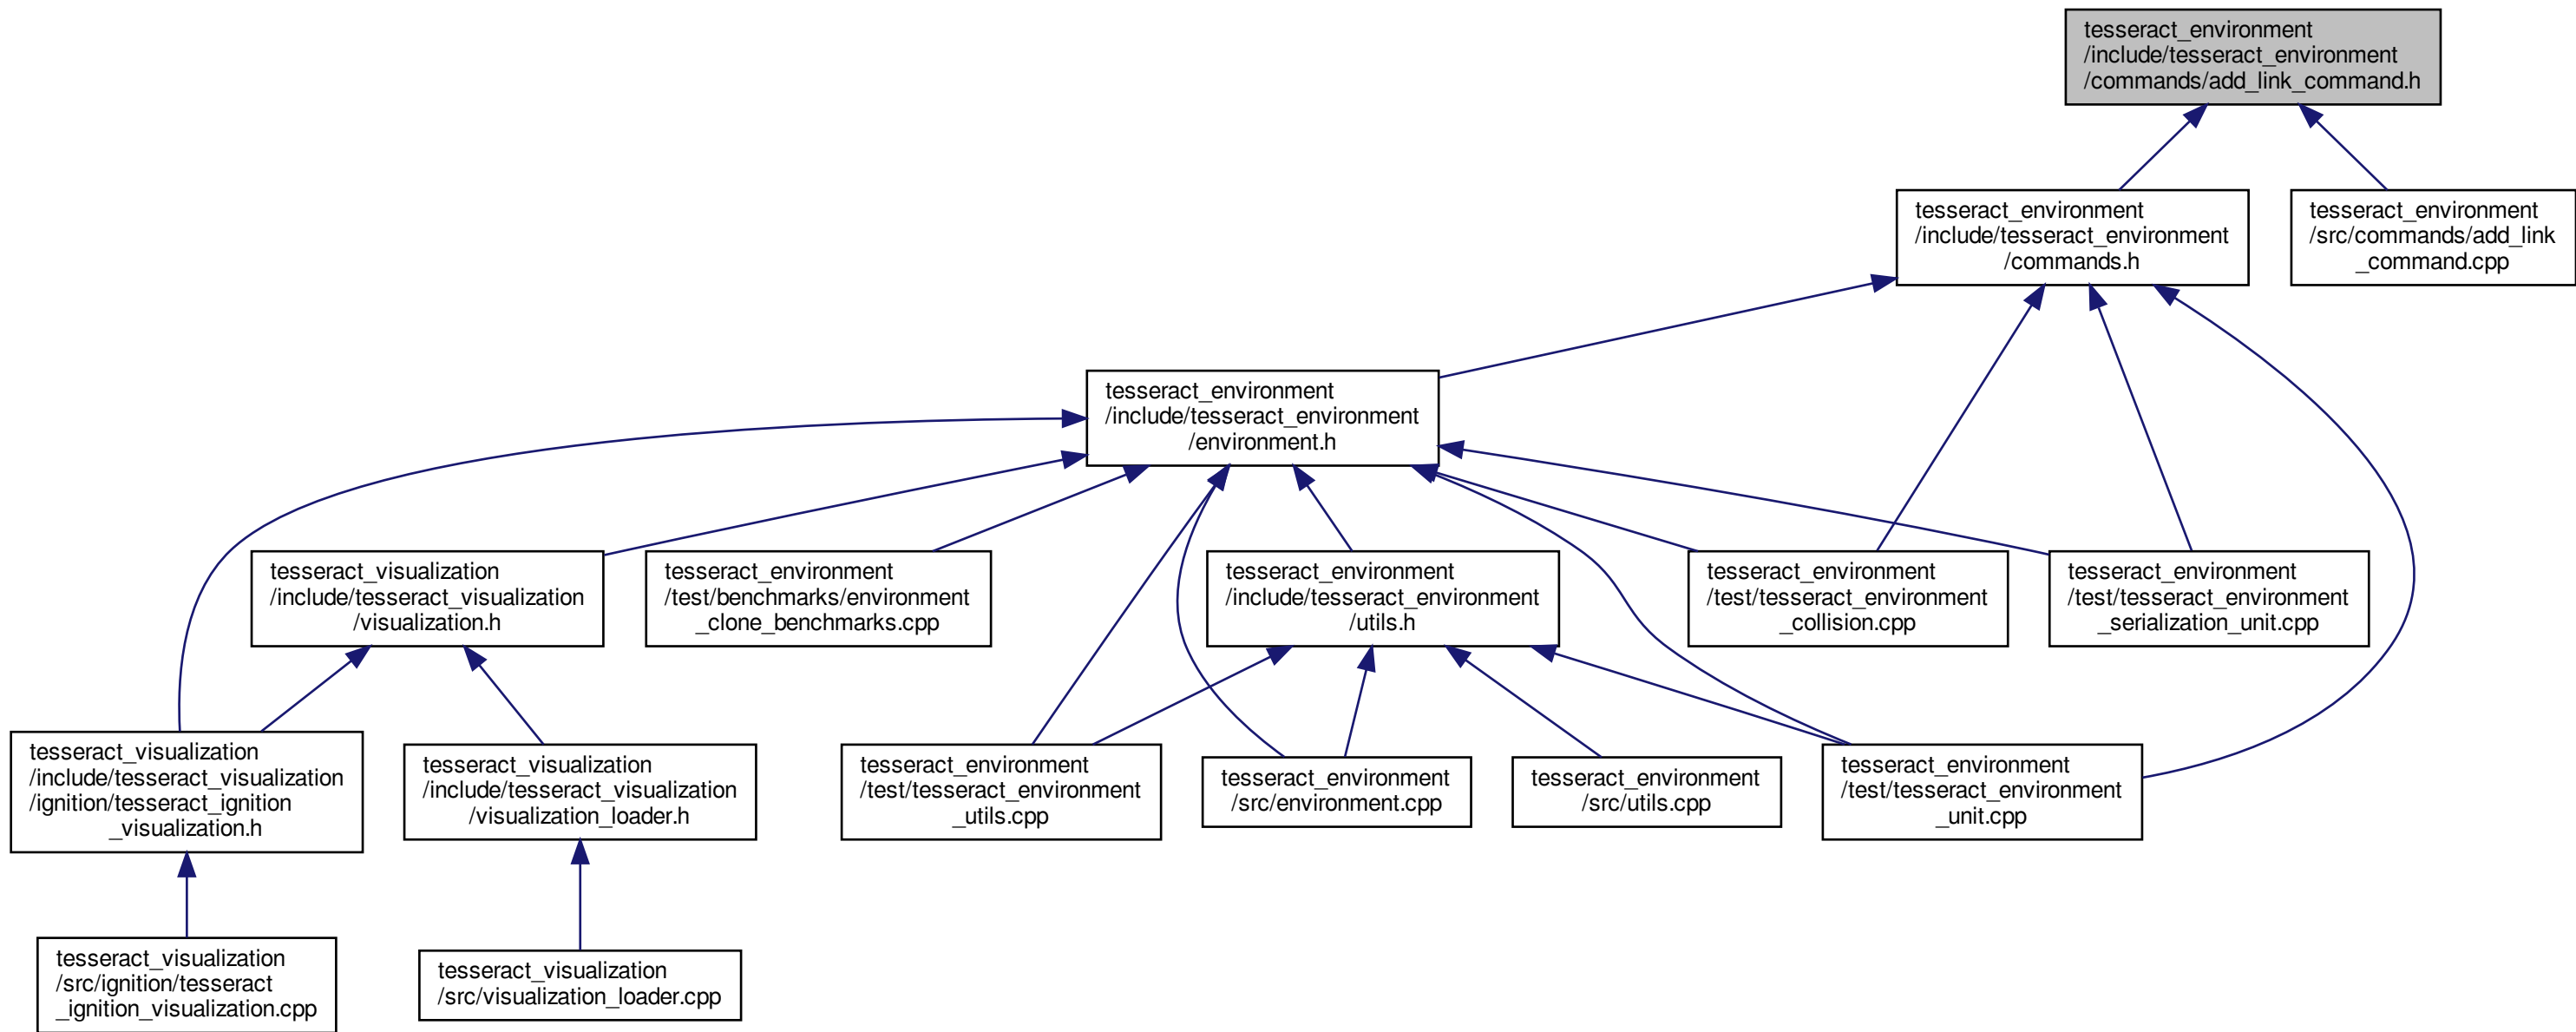 tesseract_environment
/include/tesseract_environment
/commands/add_link_command.h
tesseract_environment
/include/tesseract_environment
/commands.h
tesseract_environment
/src/commands/add_link
_command.cpp
tesseract_environment
/include/tesseract_environment
/environment.h
tesseract_visualization
/include/tesseract_visualization
/visualization.h
tesseract_environment
/test/benchmarks/environment
_clone_benchmarks.cpp
tesseract_environment
/include/tesseract_environment
/utils.h
tesseract_environment
/test/tesseract_environment
_collision.cpp
tesseract_environment
/test/tesseract_environment
_serialization_unit.cpp
tesseract_visualization
/include/tesseract_visualization
/ignition/tesseract_ignition
_visualization.h
tesseract_visualization
/include/tesseract_visualization
/visualization_loader.h
tesseract_environment
/test/tesseract_environment
_utils.cpp
tesseract_environment
/src/environment.cpp
tesseract_environment
/src/utils.cpp
tesseract_environment
/test/tesseract_environment
_unit.cpp
tesseract_visualization
/src/ignition/tesseract
_ignition_visualization.cpp
tesseract_visualization
/src/visualization_loader.cpp